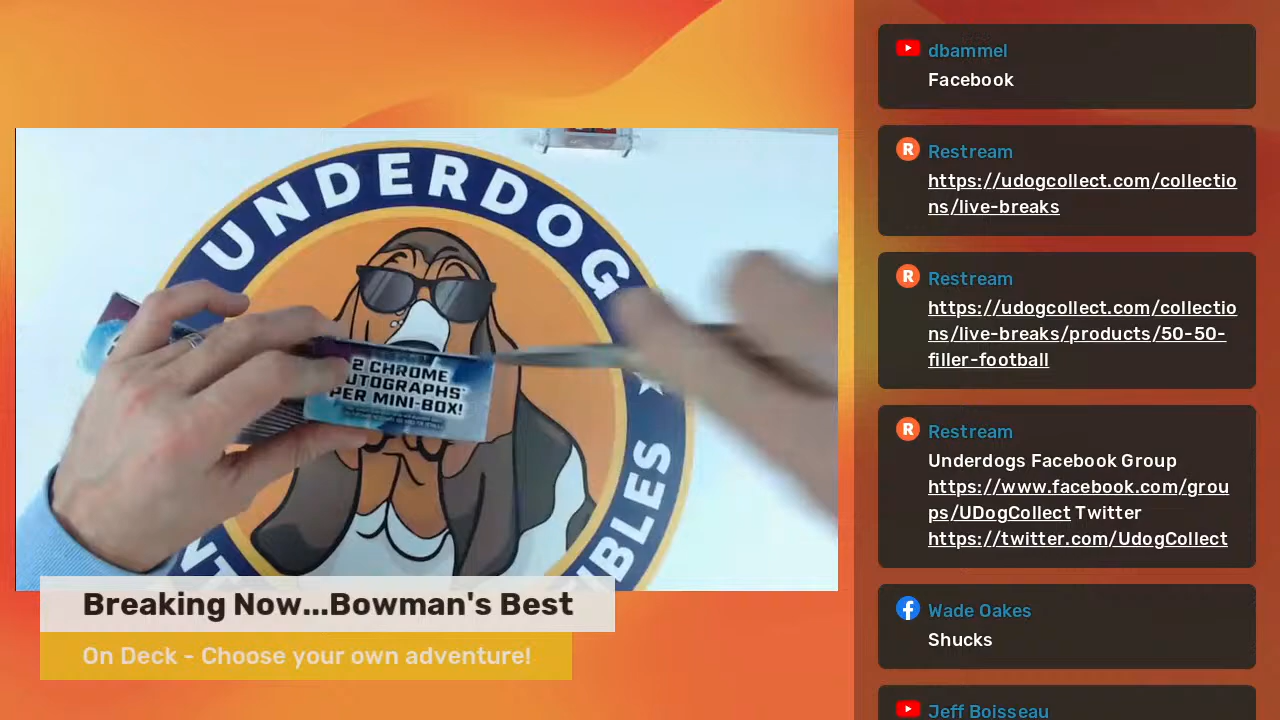 UNDERDOG
2 CHROME
AUTOGRAPHS
PER MINI-BOX!
Breaking Now...Bowman's Best
On Deck - Choose your own adventure!
dbammel
Facebook
Restream
https://udogcollect.com/collectio
ns/live-breaks
Restream
https://udogcollect.com/collectio
ns/live-breaks/products/50-50-
filler-football
Restream
Underdogs Facebook Group
https://www.facebook.com/grou
ps/UDogCollect Twitter
https://twitter.com/UdogCollect
Wade Oakes
Shucks
Jeff Boisseau